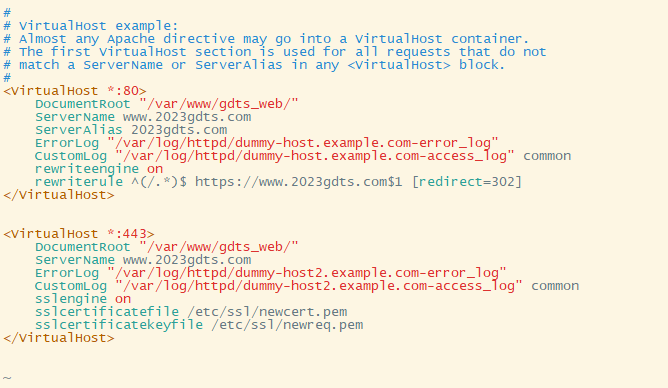 #
# VirtualHost example:
# Almost any Apache directive may go into a VirtualHost container.
# The first VirtualHost section is used for all requests that do not
# match a ServerName or ServerAlias in any <VirtualHost> block.
#
<VirtualHost *:80>
    DocumentRoot "/var/www/gdts_web/"
    ServerName www.2023gdts.com
    ServerAlias 2023gdts.com
    ErrorLog "/var/log/httpd/dummy-host.example.com-error_log"
    CustomLog "/var/log/httpd/dummy-host.example.com-access_log" common
    rewriteengine on
    rewriterule ^(/.*)$ https://www.2023gdts.com$1 [redirect=302]
</VirtualHost>
<VirtualHost *:443>
    DocumentRoot "/var/www/gdts_web/"
    ServerName www.2023gdts.com
    ErrorLog "/var/log/httpd/dummy-host2.example.com-error_log"
    CustomLog "/var/log/httpd/dummy-host2.example.com-access_log" common
    sslengine on
    sslcertificatefile /etc/ssl/newcert.pem
    sslcertificatekeyfile /etc/ssl/newreq.pem
</VirtualHost>
~